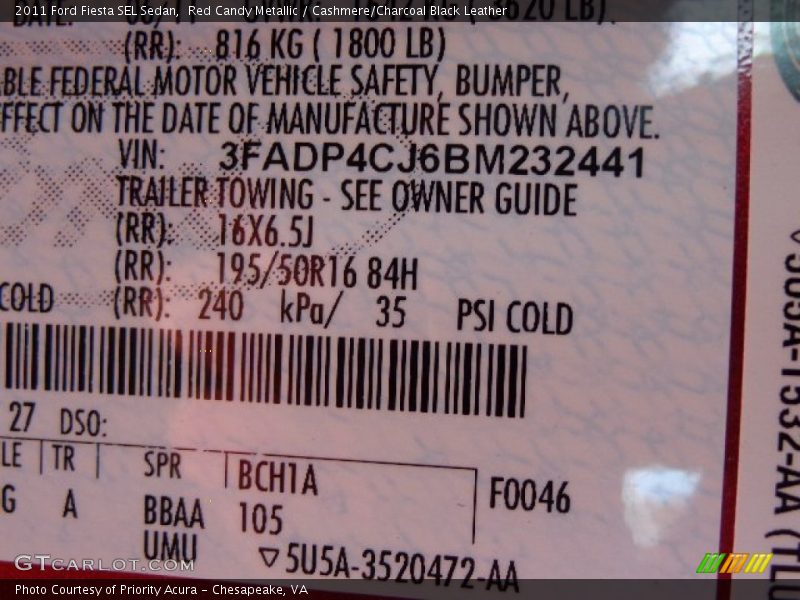 2011 Ford Fiesta SEL Sedan,  Red Candy Metallic / Cashmere/Charcoal Black Leather
DATE:
(RR): 816 KG ( 1800 LB)
ABLE FEDERAL MOTOR VEHICLE SAFETY, BUMPER,
FFECT ON THE DATE OF MANUFACTURE SHOWN ABOVE.
VIN: 3FADP4CJ6BM232441
TRAILER TOWING - SEE OWNER GUIDE
(RR): 16X6.5J
(RR): 195/50R16 84H
COLD (RR): 240 kPa/ 35 PSI COLD
27 DSO:
LE TR SPR BCH1A F0046
G A BBAA 105
UMU ▽5U5A-3520472-AA
GTCARLOT.COM
Photo Courtesy of Priority Acura - Chesapeake, VA